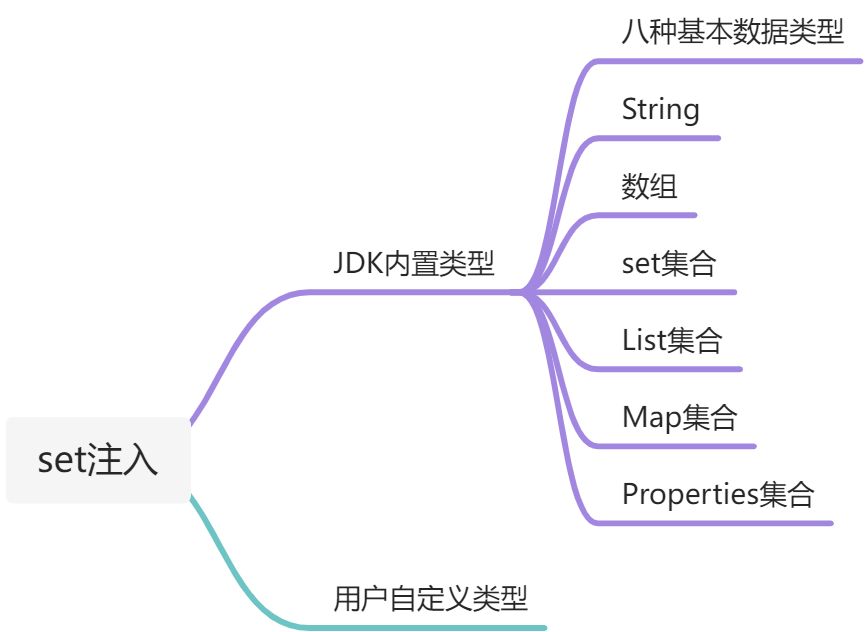 八种基本数据类型
String
数组
JDK内置类型
set集合
List集合
Map集合
set注入
Properties集合
用户自定义类型